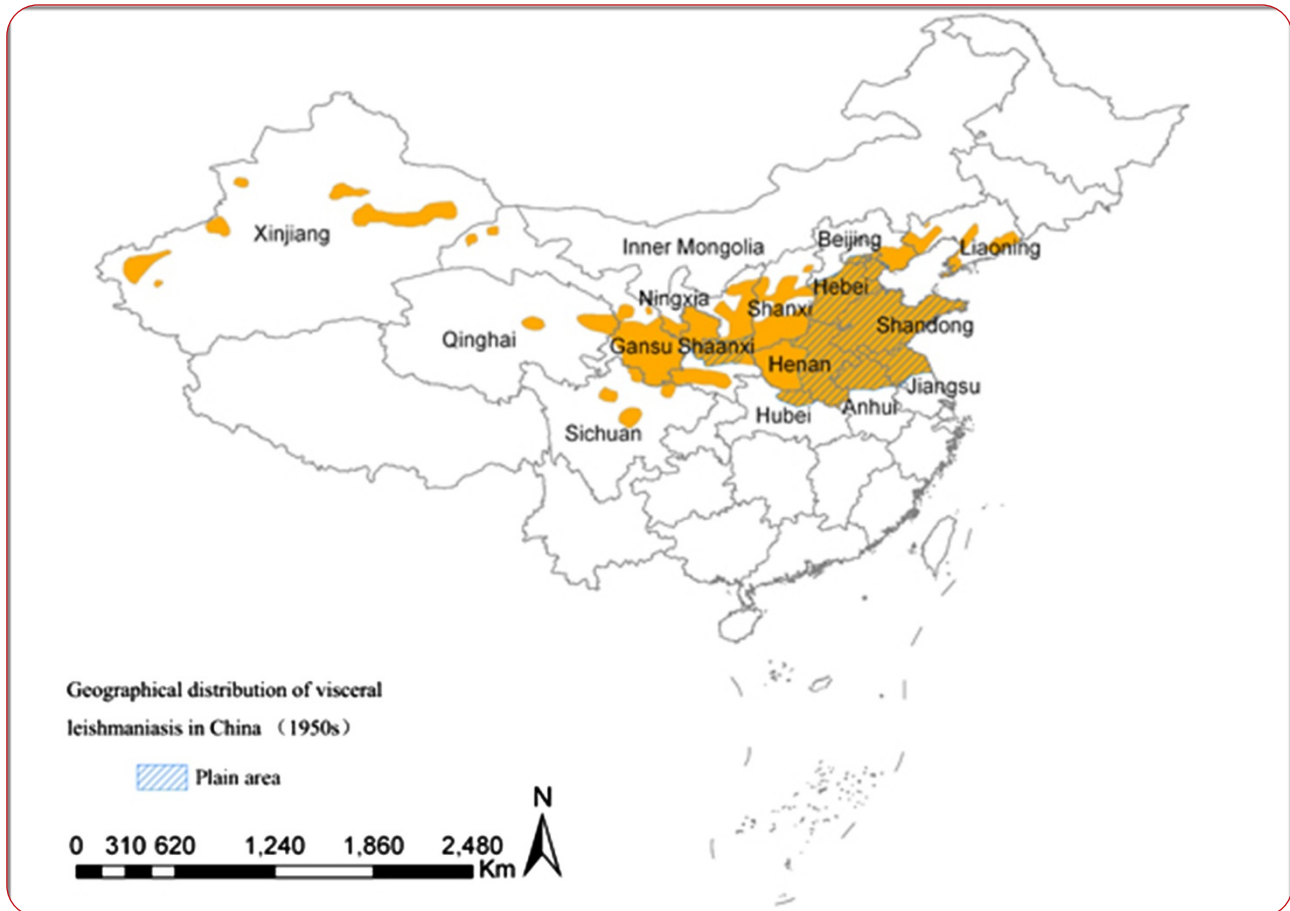 Beijing
Liaoning
Xinjiang
Inner Mongolia
Hebei
Ningxia
Shanxi
Shandong
Qinghai
Gansu
Shaanxi
Henan
Jiangsu
Hubei
Anhui
Sichuan
Geographical distribution of visceral
leishmaniasis in China （1950s）
Plain area
N
0 310 620 1,240 1,860 2,480
Km